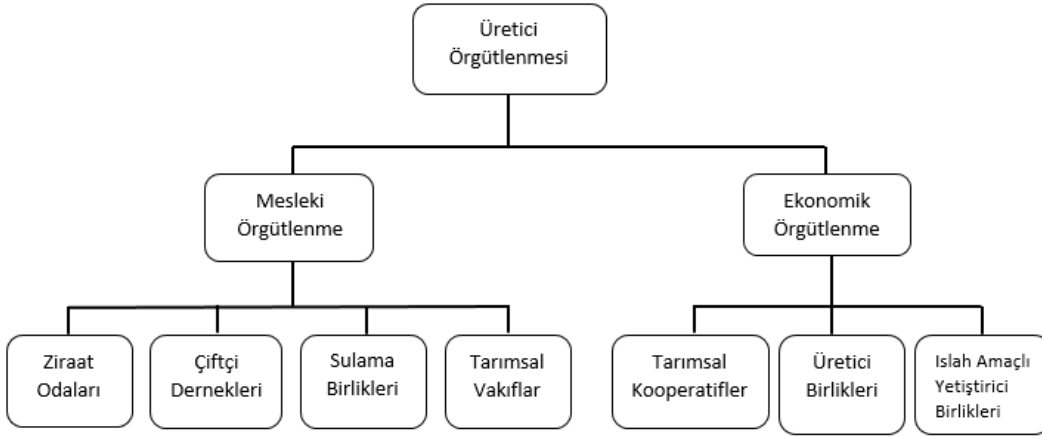 Üretici
Örgütlenmesi
Mesleki
Örgütlenme
Ekonomik
Örgütlenme
Ziraat
Odaları
Çiftçi
Dernekleri
Sulama
Birlikleri
Tarımsal
Vakıflar
Tarımsal
Kooperatifler
Üretici
Birlikleri
Islah Amaçlı
Yetiştirici
Birlikleri